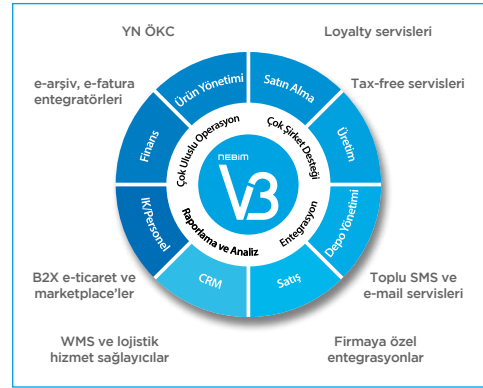 YN ÖKC
Loyalty servisleri
e-arşiv, e-fatura
entegratörleri
Tax-free servisleri
Ürün Yönetimi
Satın Alma
Finans
Üretim
Çok Uluslu Operasyon
Çok Şirket Desteği
NEBIM
V3
IK/Personel
Depo Yönetimi
Raporlama ve Analiz
Entegrasyon
CRM
Satış
B2X e-ticaret ve
marketplace'ler
Toplu SMS ve
e-mail servisleri
WMS ve lojistik
hizmet sağlayıcılar
Firmaya özel
entegrasyonlar